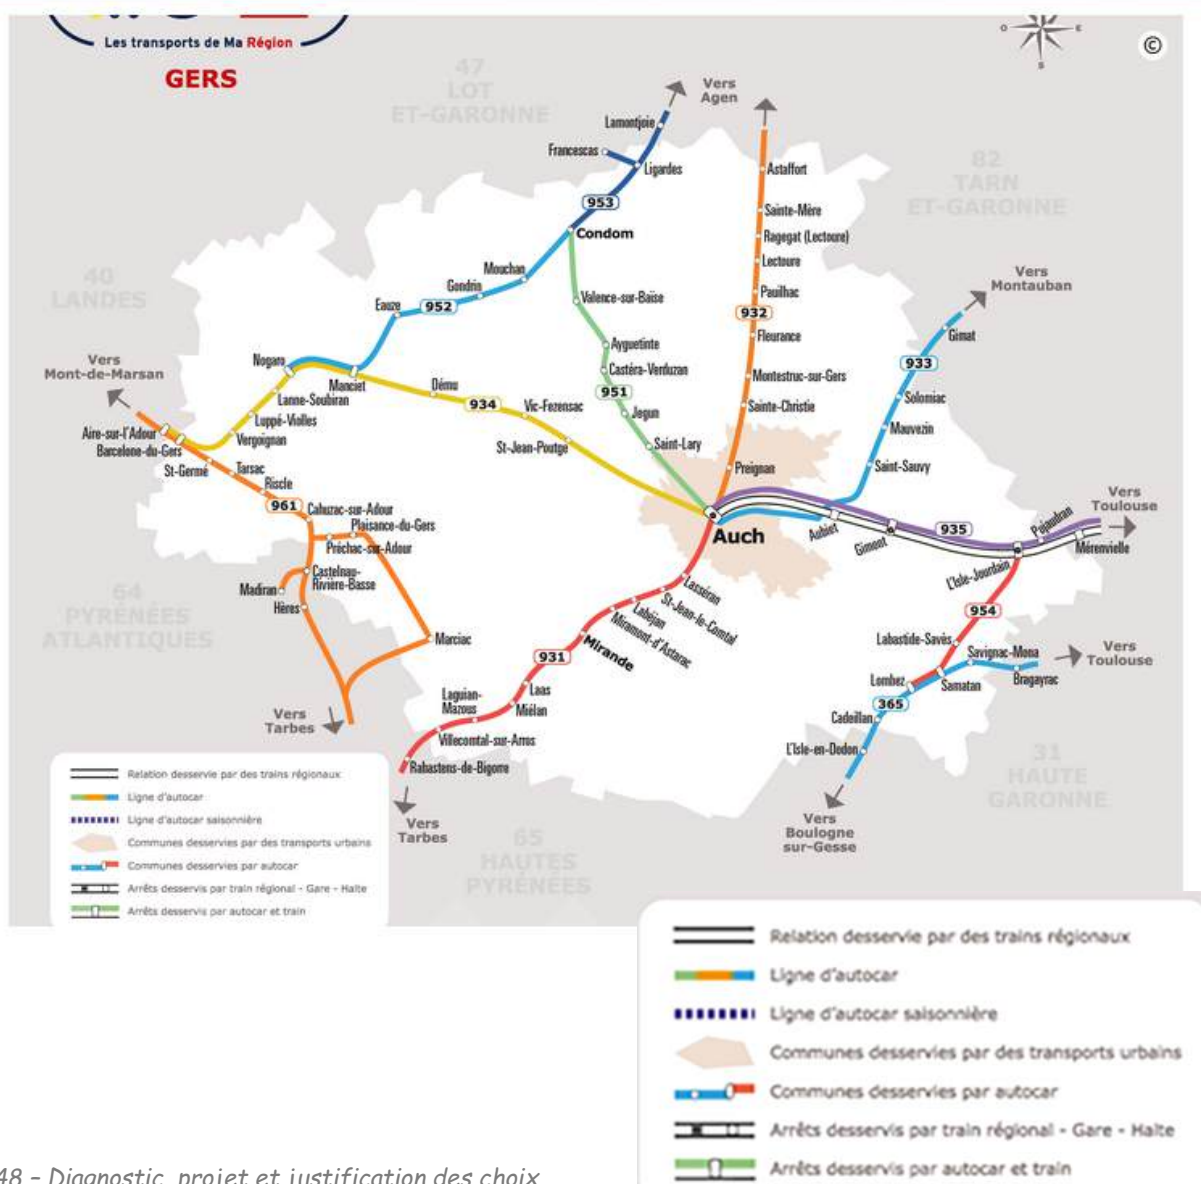 Les transports de Ma Région
GERS
©
O
E
S
47
LOT
ET-GARONNE
Vers
Agen
Lamontjoie
Francescas
Ligardes
953
Condom
Astaffort
82
TARN
ET-GARONNE
Sainte-Mère
Ragegat (Lectoure)
Lectoure
Pauilhac
932
Fleurance
Montestruc-sur-Gers
Sainte-Christie
Preignan
40
LANDES
Mouchan
Gondrin
Eauze
952
Valence-sur-Baïse
Ayguetinte
Castéra-Verduzan
951
Jegun
Saint-Lary
Vers
Montauban
Gimat
933
Solomiac
Mauvezin
Saint-Sauvy
Vers
Mont-de-Marsan
Nogaro
Manciet
Lanne-Soubiran
Luppé-Violles
Vergoignan
Dému
934
Vic-Fezensac
St-Jean-Poutgé
Aire-sur-l'Adour
Barcelone-du-Gers
St-Germé
Tarsac
Riscle
961
Cahuzac-sur-Adour
Plaisance-du-Gers
Préchac-sur-Adour
Castelnau-
Rivière-Basse
Madiran
Hères
Marciac
Auch
Aubiet
Gimont
935
L'Isle-Jourdain
Pujaudran
Mérenvielle
Vers
Toulouse
64
PYRÉNÉES
ATLANTIQUES
Lasséran
St-Jean-le-Comtal
Labéjan
Miramont-d'Astarac
Mirande
931
Laas
Miélan
Laguian-
Mazous
Villecomtal-sur-Arros
Rabastens-de-Bigorre
954
Labastide-Savès
Savignac-Mona
Vers
Toulouse
Bragayrac
Samatan
Lombez
365
Cadeillan
L'Isle-en-Dodon
Vers
Tarbes
Vers
Tarbes
Vers
Boulogne
sur-Gesse
31
HAUTE
GARONNE
65
HAUTES
PYRÉNÉES
Relation desservie par des trains régionaux
Ligne d'autocar
Ligne d'autocar saisonnière
Communes desservies par des transports urbains
Communes desservies par autocar
Arrêts desservis par train régional - Gare - Halte
Arrêts desservis par autocar et train
Relation desservie par des trains régionaux
Ligne d'autocar
Ligne d'autocar saisonnière
Communes desservies par des transports urbains
Communes desservies par autocar
Arrêts desservis par train régional - Gare - Halte
Arrêts desservis par autocar et train
48 - Diagnostic, projet et justification des choix